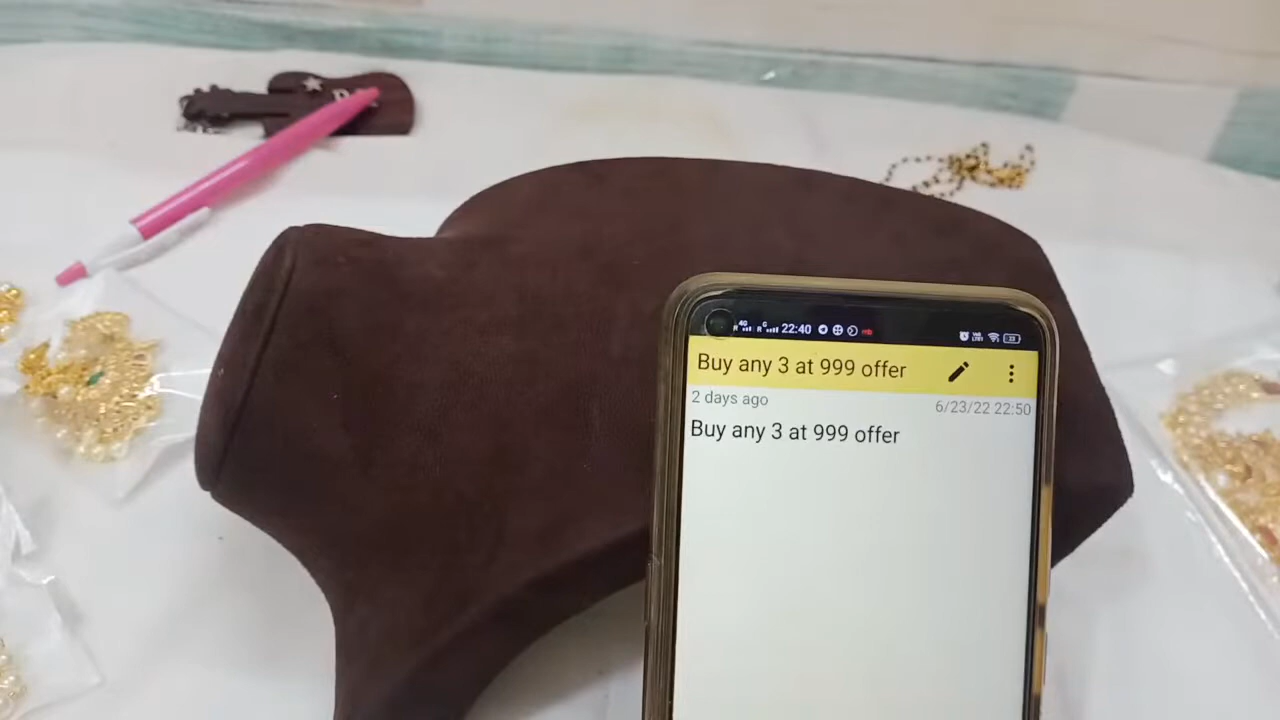 22:40
Buy any 3 at 999 offer
2 days ago
6/23/22 22:50
Buy any 3 at 999 offer